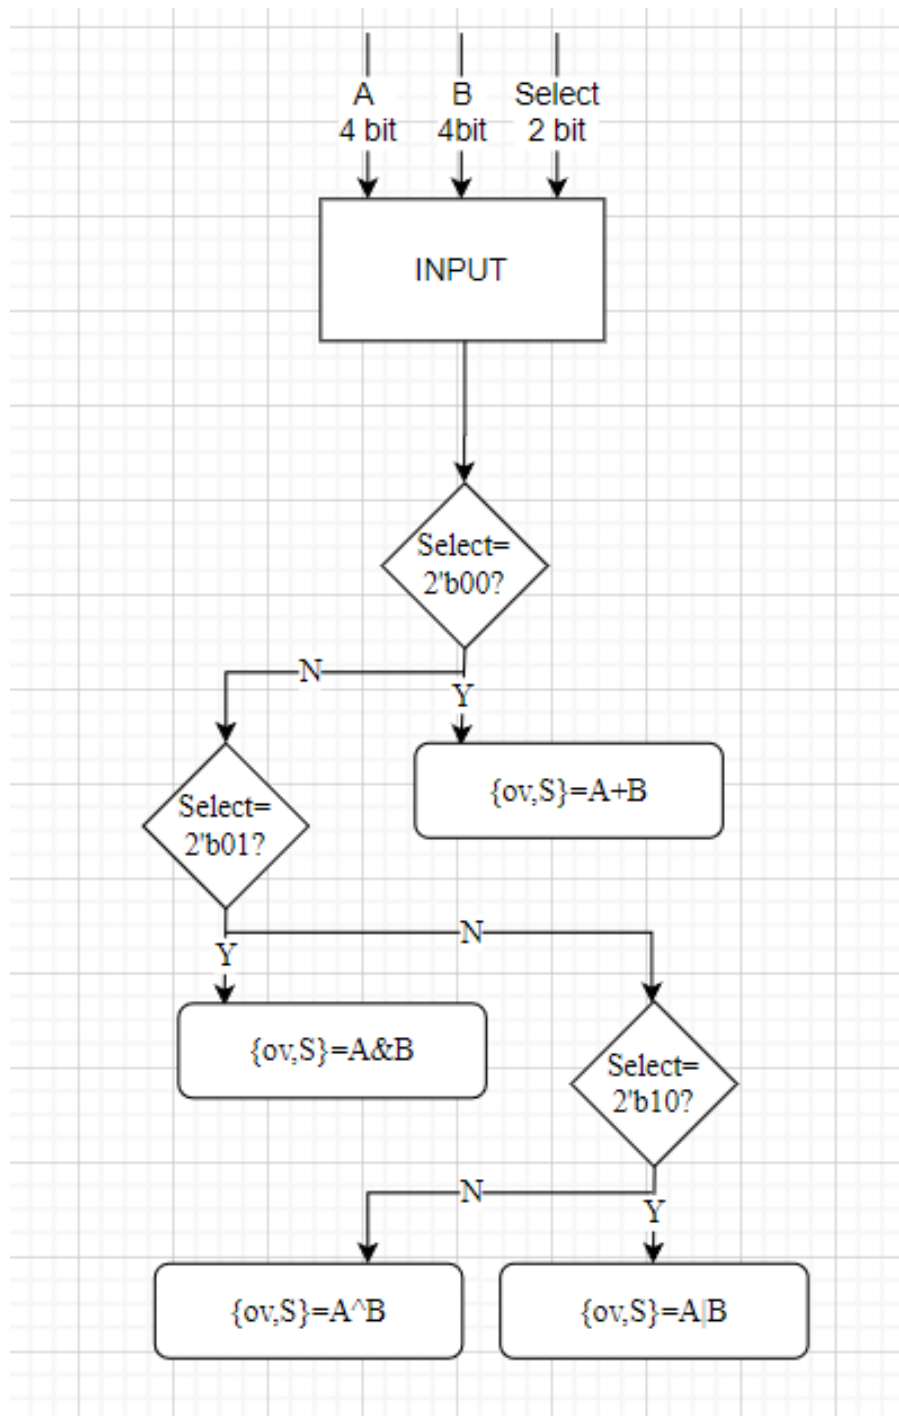 A
4 bit
B
4bit
Select
2 bit
INPUT
Select=
2'b00?
N
Y
{ov,S}=A+B
Select=
2'b01?
N
Y
{ov,S}=A&B
Select=
2'b10?
N
Y
{ov,S}=A^B
{ov,S}=A|B